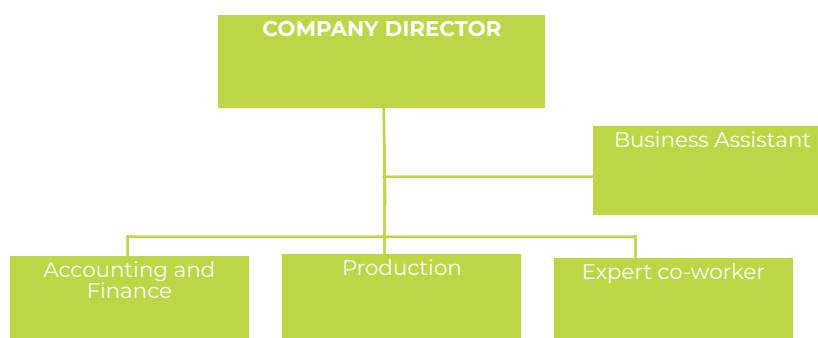 COMPANY DIRECTOR
Business Assistant
Accounting and
Finance
Production
Expert co-worker